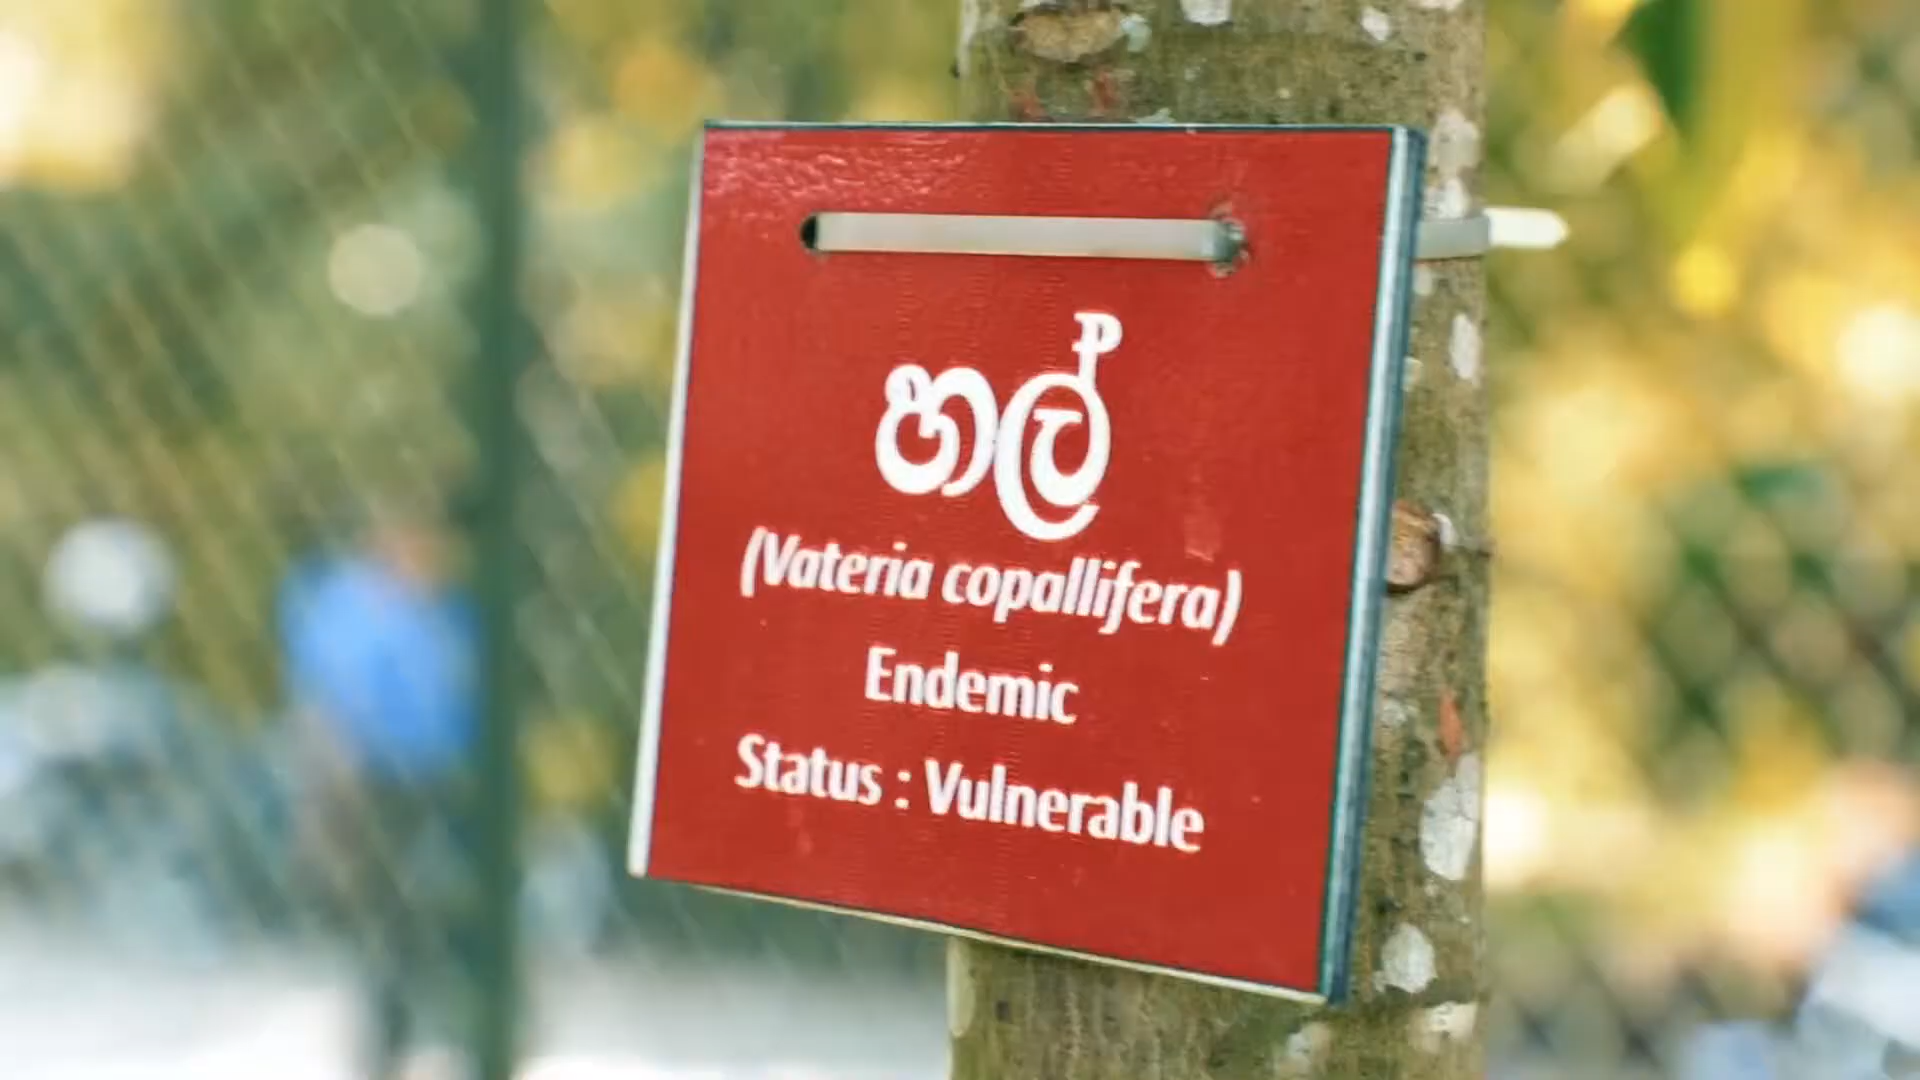 හල්
(Vateria copallifera)
Endemic
Status : Vulnerable